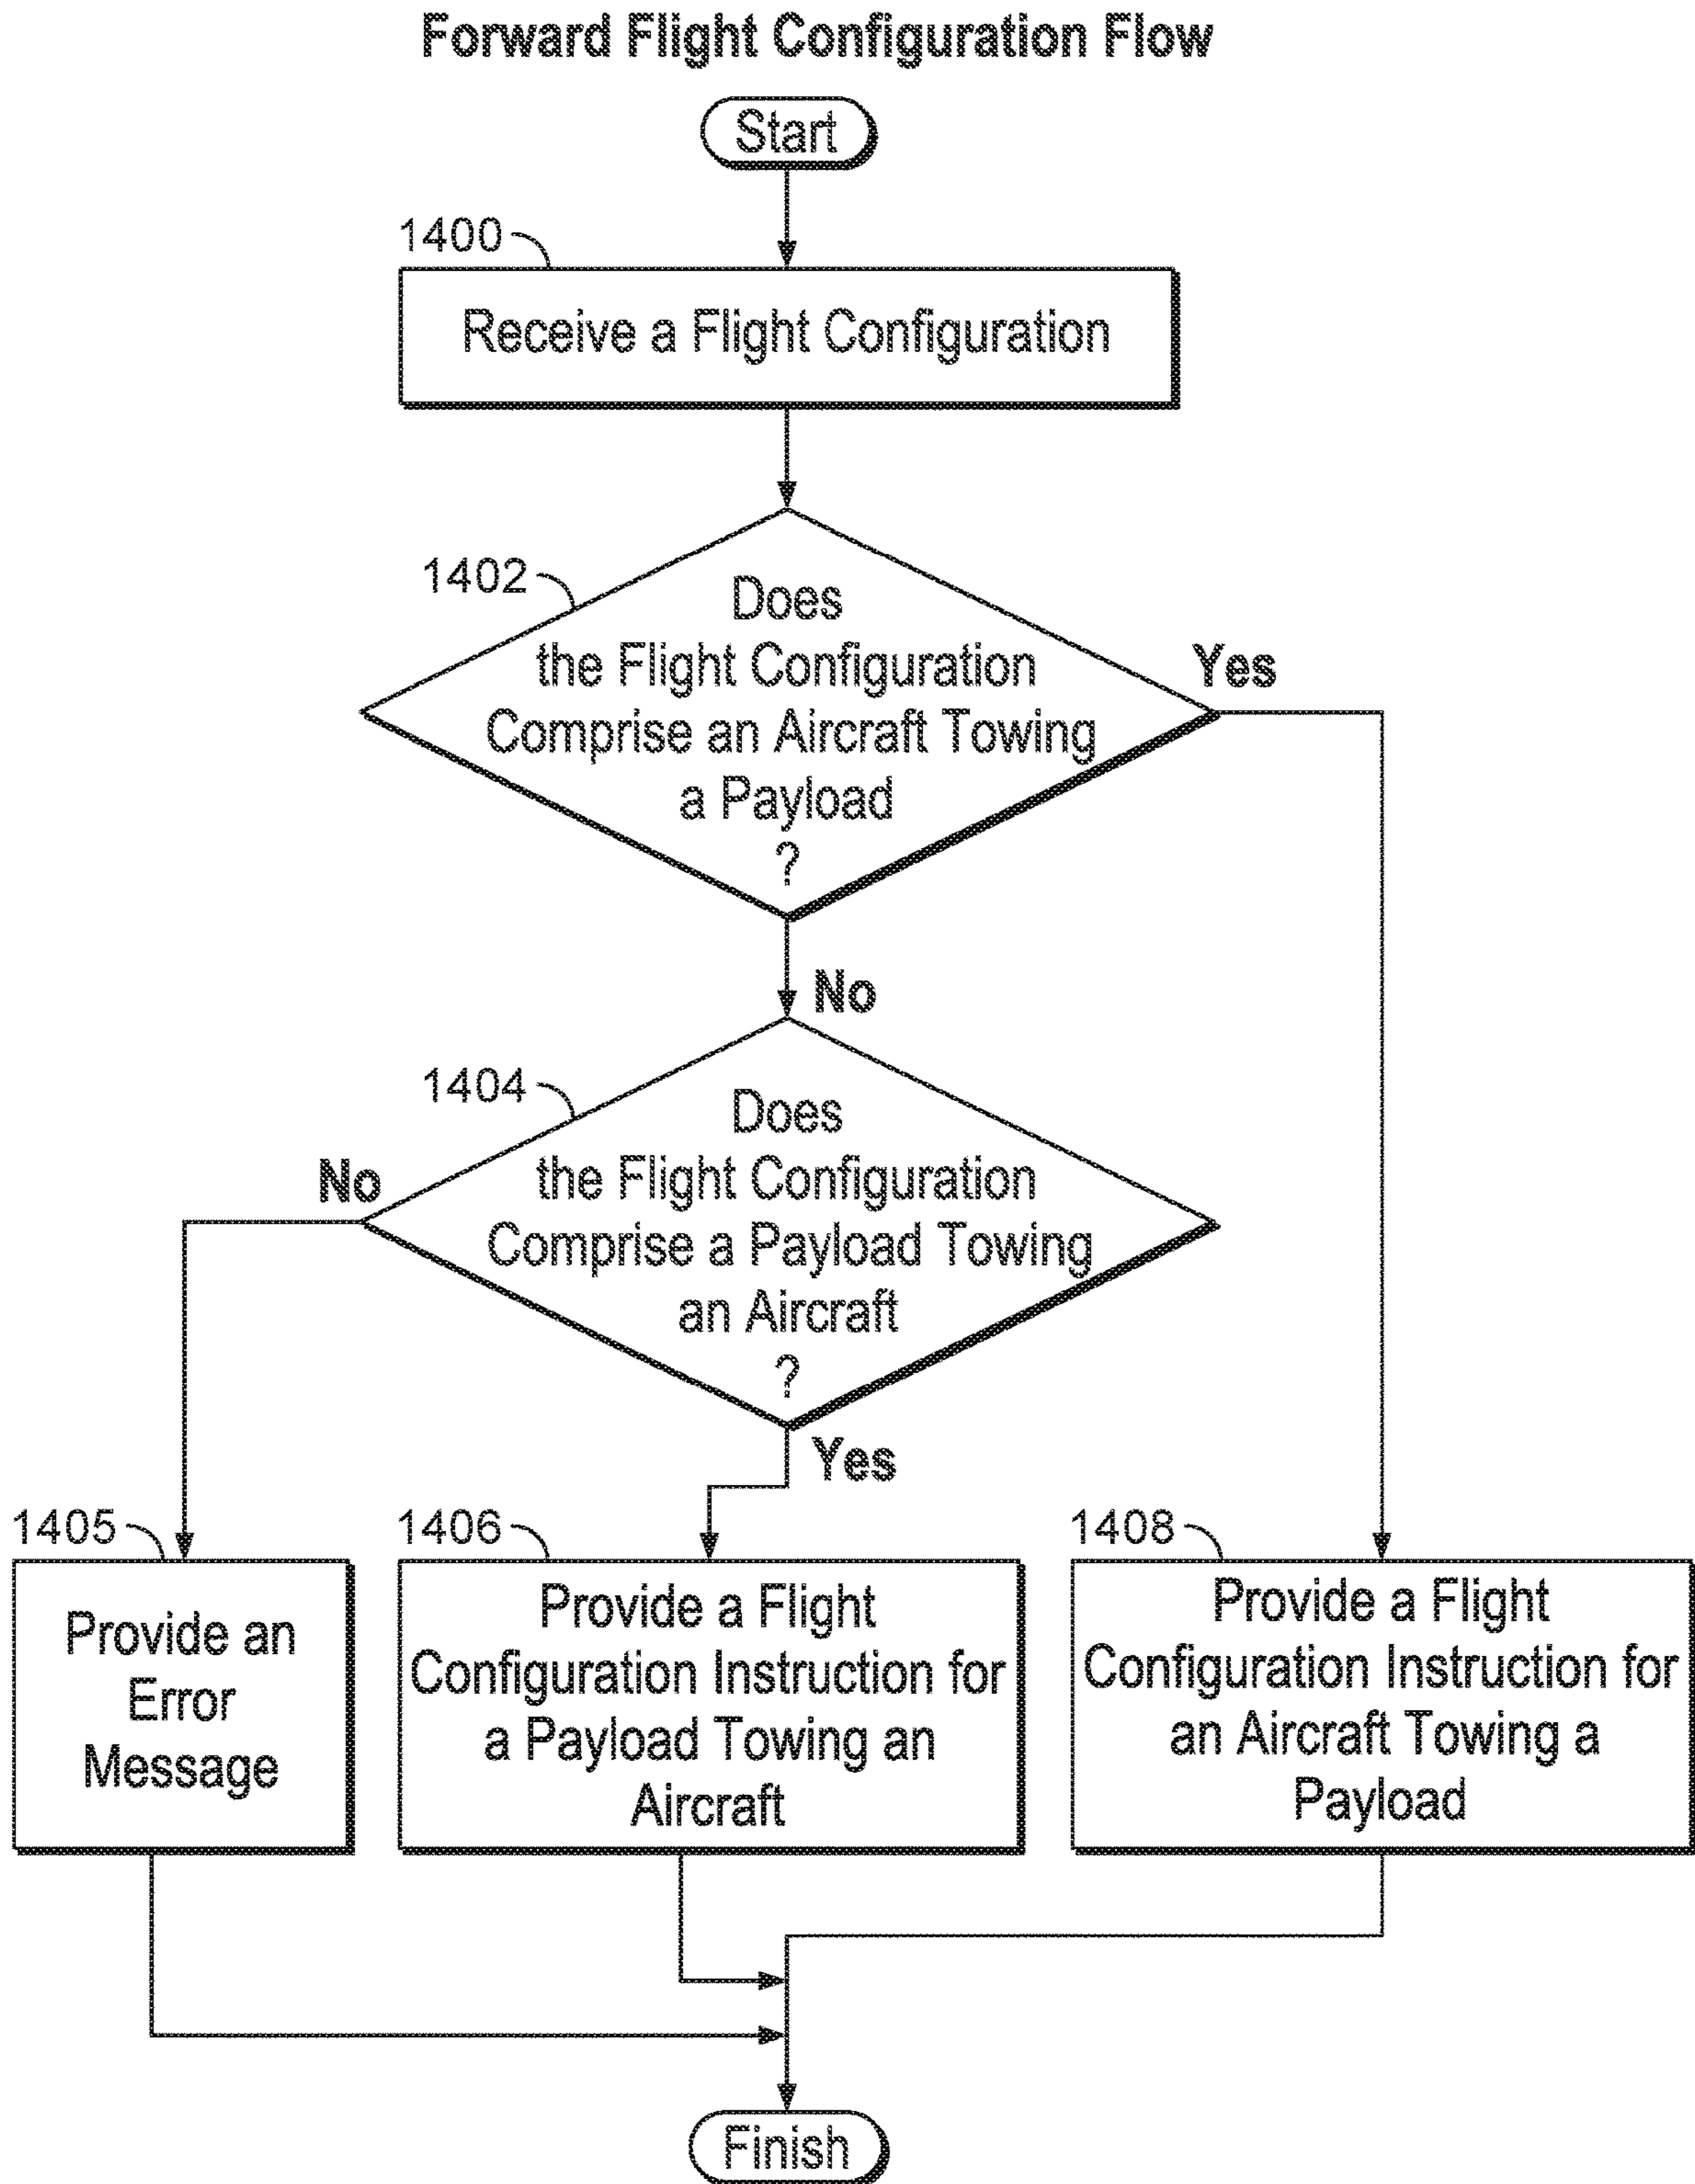 Forward Flight Configuration Flow
Start
1400
Receive a Flight Configuration
1402
Does
the Flight Configuration
Comprise an Aircraft Towing
a Payload
?
Yes
No
1404
Does
the Flight Configuration
Comprise a Payload Towing
an Aircraft
?
No
Yes
1405
Provide an
Error
Message
1406
Provide a Flight
Configuration Instruction for
a Payload Towing an
Aircraft
1408
Provide a Flight
Configuration Instruction for
an Aircraft Towing a
Payload
Finish